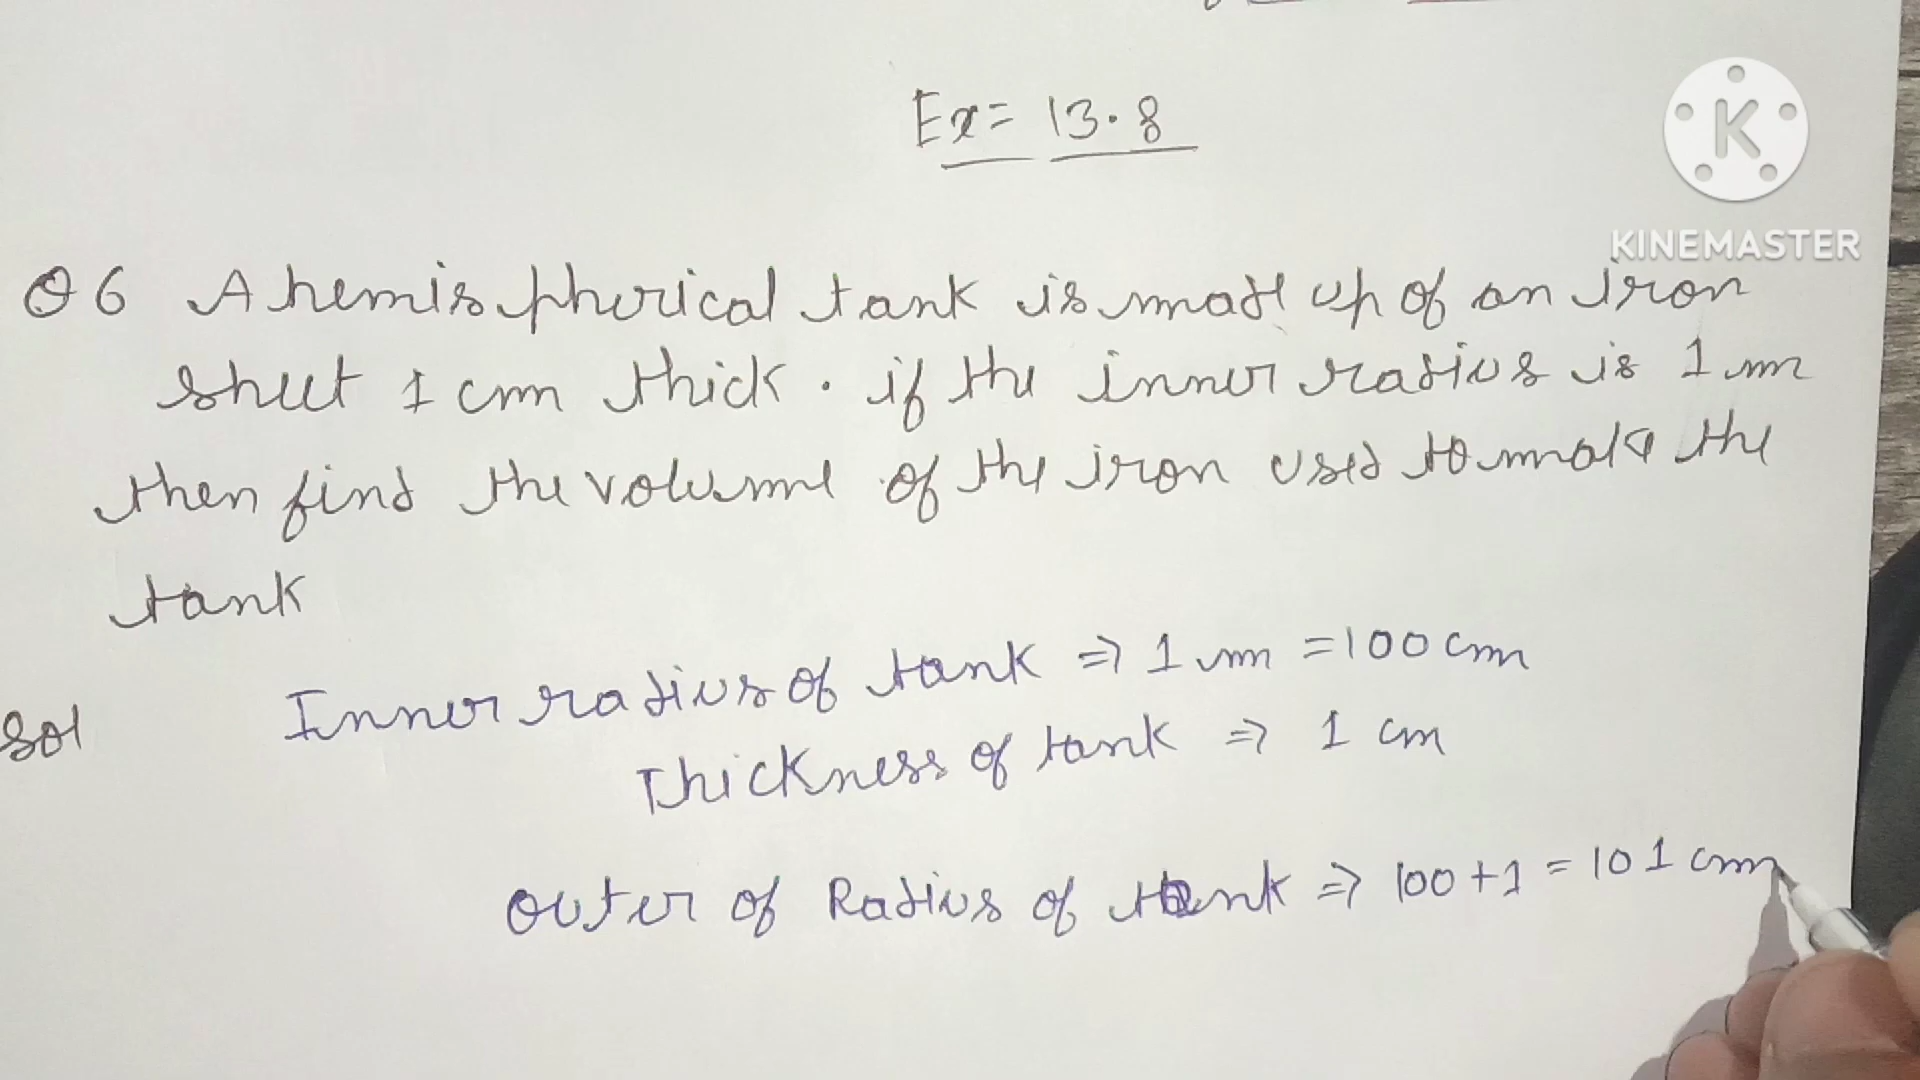 Ex = 13.8
K
KINEMASTER
Q6 A hemispherical tank is made up of an iron
sheet 1 cm thick. if the inner radius is 1 m
then find the volume of the iron used to make the
tank
Sol Inner radius of tank ⇒ 1 m = 100 cm
Thickness of tank ⇒ 1 cm
outer of Radius of tank ⇒ 100 + 1 = 101 cm